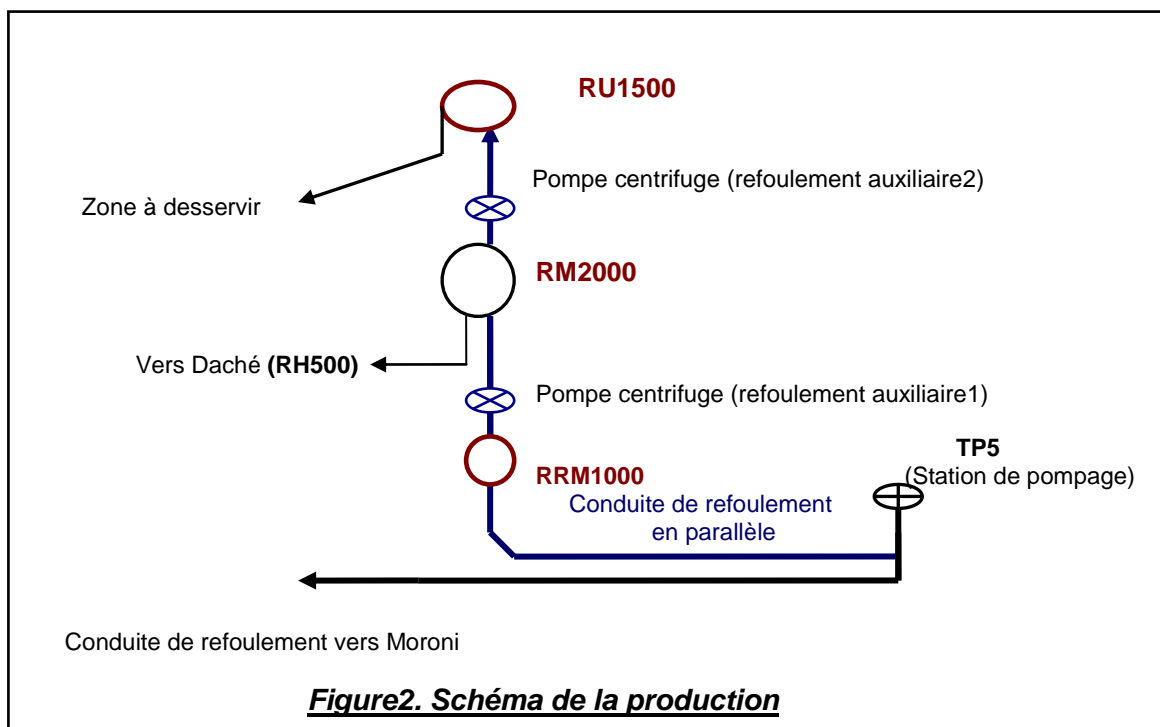 RU1500
Pompe centrifuge (refoulement auxiliaire2)
Zone à desservir
RM2000
Vers Daché (RH500)
Pompe centrifuge (refoulement auxiliaire1)
TP5
(Station de pompage)
RRM1000
Conduite de refoulement
en parallèle
Conduite de refoulement vers Moroni
Figure2. Schéma de la production